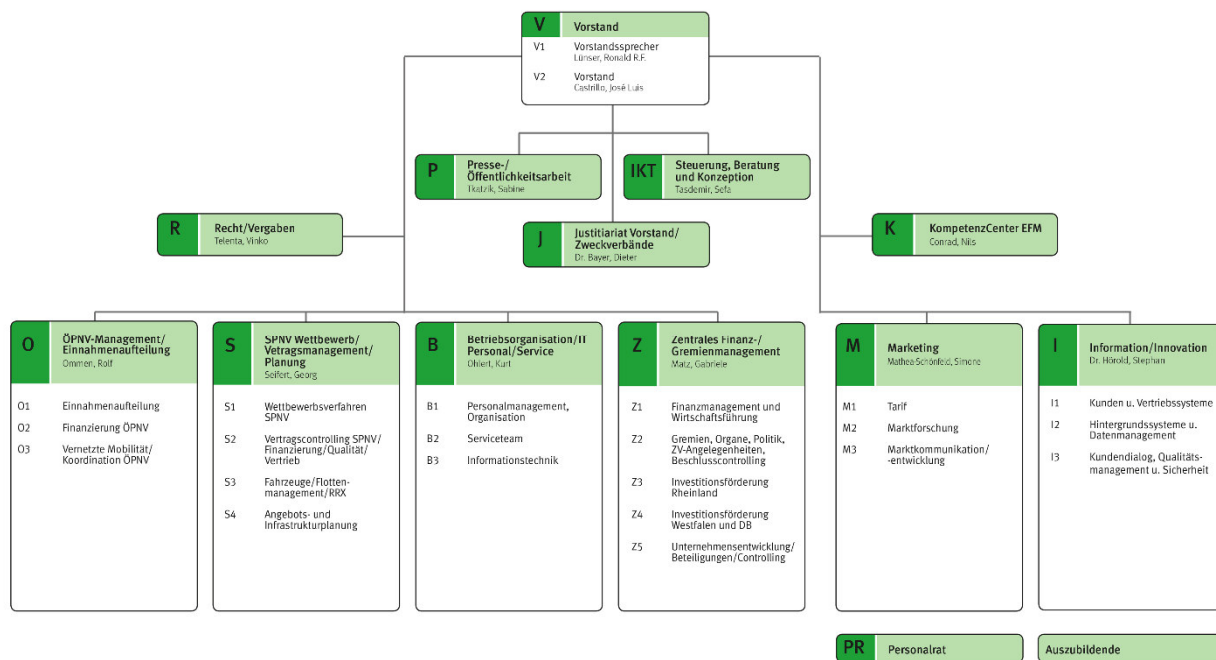 V Vorstand
V1 Vorstandssprecher
Lünser, Ronald R.F.
V2 Vorstand
Castrillo, José Luis
P Presse-/
Öffentlichkeitsarbeit
Tkatzik, Sabine
IKT Steuerung, Beratung
und Konzeption
Tasdemir, Sefa
R Recht/Vergaben
Telenta, Vinko
J Justitiariat Vorstand/
Zweckverbände
Dr. Bayer, Dieter
K KompetenzCenter EFM
Conrad, Nils
O ÖPNV-Management/
Einnahmenaufteilung
Ommen, Rolf
O1 Einnahmenaufteilung
O2 Finanzierung ÖPNV
O3 Vernetzte Mobilität/
Koordination ÖPNV
S SPNV Wettbewerb/
Vetragsmanagement/
Planung
Seifert, Georg
S1 Wettbewerbsverfahren
SPNV
S2 Vertragscontrolling SPNV/
Finanzierung/Qualität/
Vertrieb
S3 Fahrzeuge/Flotten-
management/RRX
S4 Angebots- und
Infrastrukturplanung
B Betriebsorganisation/IT
Personal/Service
Ohlert, Kurt
B1 Personalmanagement,
Organisation
B2 Serviceteam
B3 Informationstechnik
Z Zentrales Finanz-/
Gremienmanagement
Matz, Gabriele
Z1 Finanzmanagement und
Wirtschaftsführung
Z2 Gremien, Organe, Politik,
ZV-Angelegenheiten,
Beschlusscontrolling
Z3 Investitionsförderung
Rheinland
Z4 Investitionsförderung
Westfalen und DB
Z5 Unternehmensentwicklung/
Beteiligungen/Controlling
M Marketing
Mathea-Schönfeld, Simone
M1 Tarif
M2 Marktforschung
M3 Marktkommunikation/
-entwicklung
I Information/Innovation
Dr. Hörold, Stephan
I1 Kunden u. Vertriebssysteme
I2 Hintergrundssysteme u.
Datenmanagement
I3 Kundendialog, Qualitäts-
management u. Sicherheit
PR Personalrat
Auszubildende